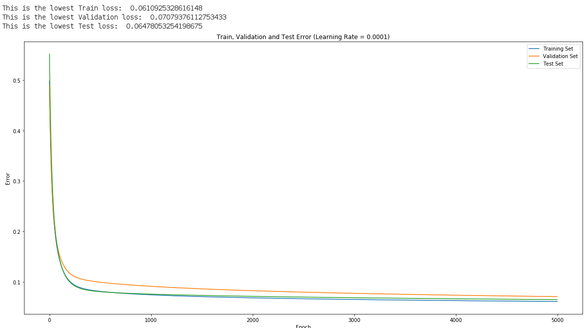 This is the lowest Train loss:  0.0610925328616148
This is the lowest Validation loss:  0.07079376112753433
This is the lowest Test loss:  0.06478053254198675
Train, Validation and Test Error (Learning Rate = 0.0001)
Training Set
Validation Set
Test Set
0.5
0.4
0.3
0.2
0.1
Error
0 1000 2000 3000 4000 5000
Epoch